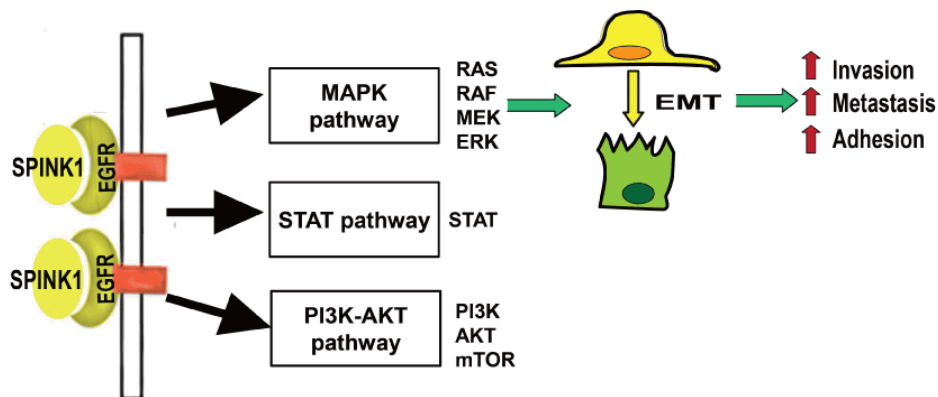 SPINK1
EGFR
SPINK1
EGFR
MAPK
pathway
RAS
RAF
MEK
ERK
STAT pathway
STAT
PI3K-AKT
pathway
PI3K
AKT
mTOR
EMT
Invasion
Metastasis
Adhesion